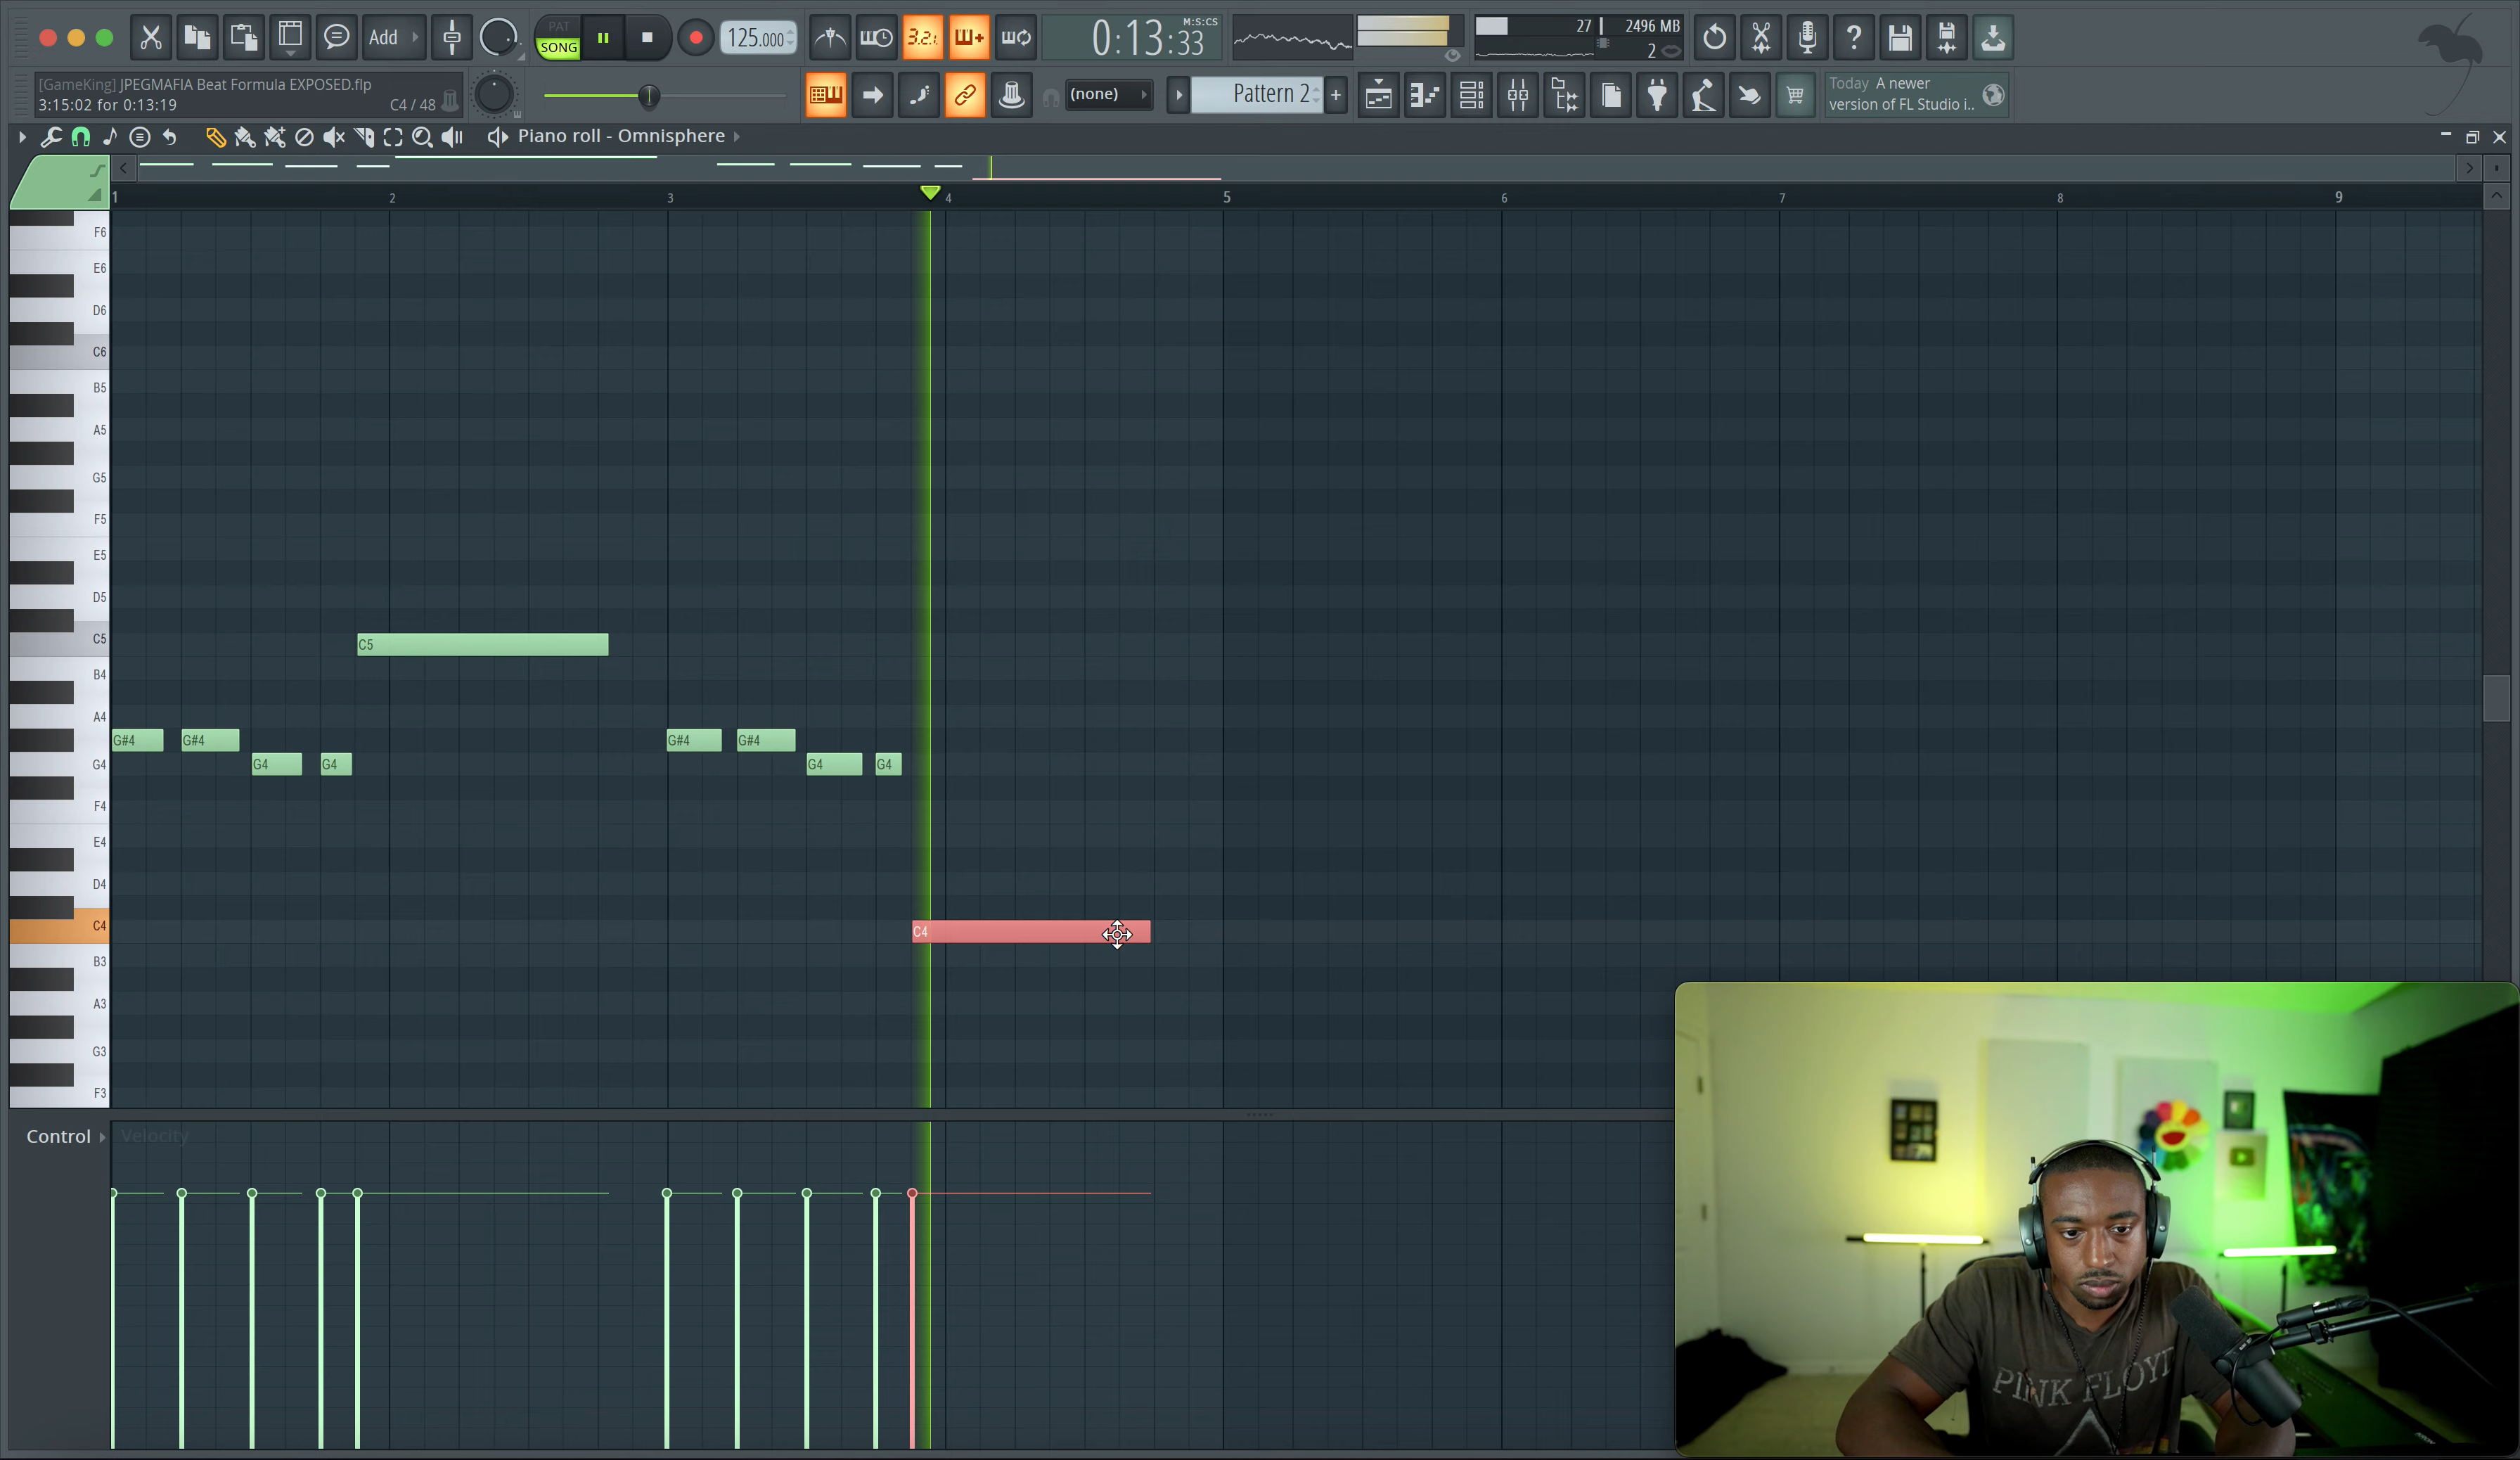 Add
PAT
SONG
125.000
3.2.1.
0:13:33
M:S:CS
27
2496 MB
2
?
[GameKing] JPEGMAFIA Beat Formula EXPOSED.flp
3:15:02 for 0:13:19
C4 / 48
(none)
Pattern 2
+
Today A newer
version of FL Studio i..
Piano roll - Omnisphere
1 2 3 4 5 6 7 8 9
F6
E6
D6
C6
B5
A5
G5
F5
E5
D5
C5
C5
B4
A4
G#4 G#4 G#4 G#4
G4
G4 G4 G4 G4
F4
E4
D4
C4
C4
B3
A3
G3
F3
Control
Velocity
PINK FLOYD